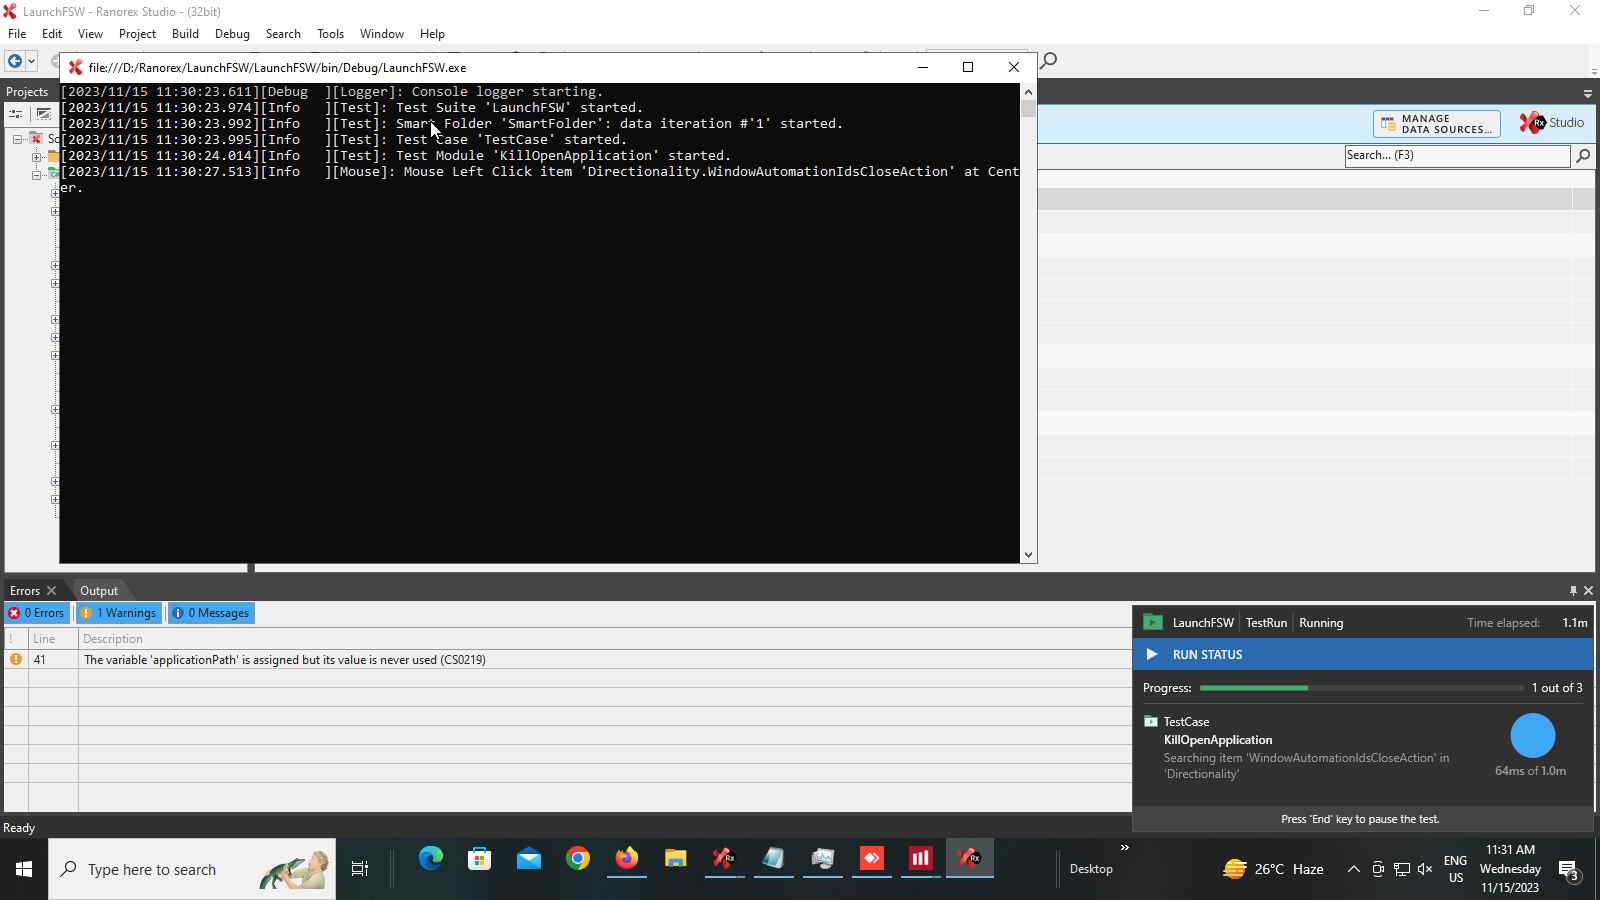 LaunchFSW - Ranorex Studio - (32bit)
File Edit View Project Build Debug Search Tools Window Help
file:///D:/Ranorex/LaunchFSW/LaunchFSW/bin/Debug/LaunchFSW.exe
Projects
[2023/11/15 11:30:23.611][Debug ][Logger]: Console logger starting.
[2023/11/15 11:30:23.974][Info ][Test]: Test Suite 'LaunchFSW' started.
[2023/11/15 11:30:23.992][Info ][Test]: Smart Folder 'SmartFolder': data iteration #'1' started.
[2023/11/15 11:30:23.995][Info ][Test]: Test Case 'TestCase' started.
[2023/11/15 11:30:24.014][Info ][Test]: Test Module 'KillOpenApplication' started.
[2023/11/15 11:30:27.513][Info ][Mouse]: Mouse Left Click item 'Directionality.WindowAutomationIdsCloseAction' at Cent
er.
MANAGE
DATA SOURCES...
Rx Studio
Search... (F3)
Errors Output
0 Errors 1 Warnings 0 Messages
! Line Description
41 The variable 'applicationPath' is assigned but its value is never used (CS0219)
LaunchFSW TestRun Running Time elapsed: 1.1m
RUN STATUS
Progress: 1 out of 3
TestCase
KillOpenApplication
Searching item 'WindowAutomationIdsCloseAction' in
'Directionality'
64ms of 1.0m
Press 'End' key to pause the test.
Ready
Type here to search
Rx
Rx
Desktop
26°C Haze
ENG
US
11:31 AM
Wednesday
11/15/2023
3